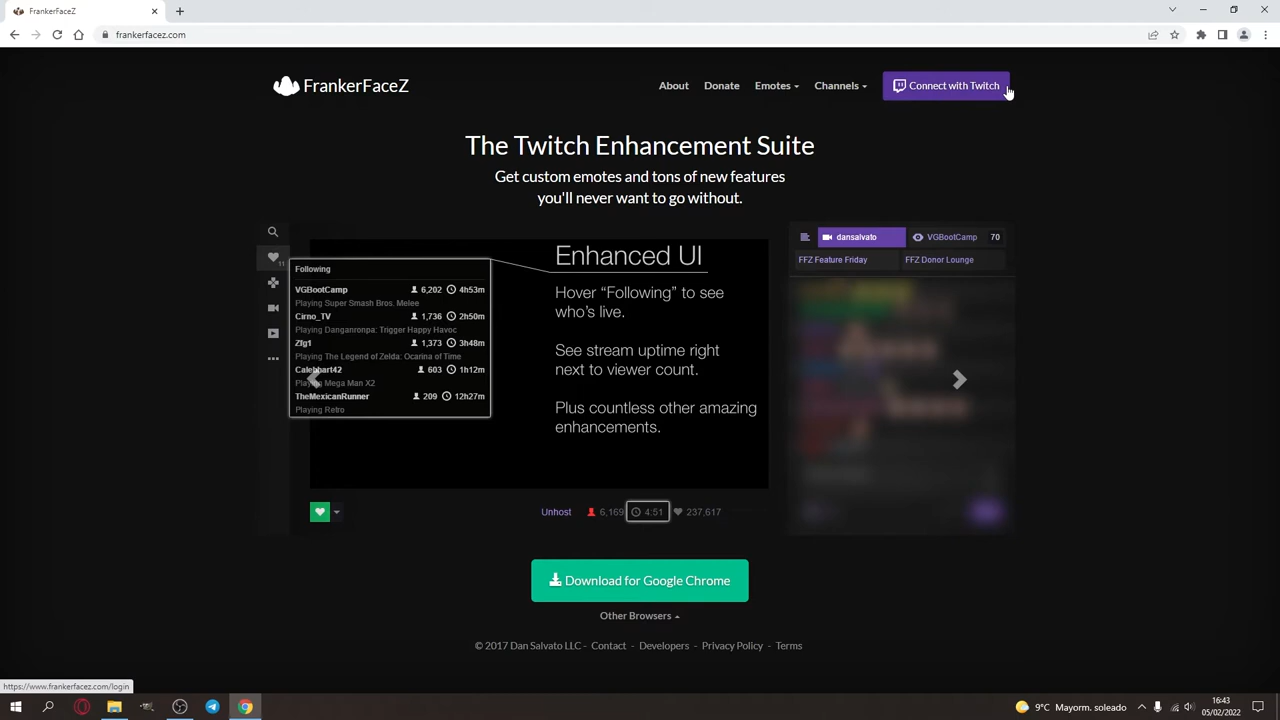 FrankerFaceZ
frankerfacez.com
FrankerFaceZ
About
Donate
Emotes
Channels
Connect with Twitch
The Twitch Enhancement Suite
Get custom emotes and tons of new features
you'll never want to go without.
11
Following
VGBootCamp 6,202 4h53m
Playing Super Smash Bros. Melee
Cirno_TV 1,736 2h50m
Playing Danganronpa: Trigger Happy Havoc
Zfg1 1,373 3h48m
Playing The Legend of Zelda: Ocarina of Time
Calebhart42 603 1h12m
Playing Mega Man X2
TheMexicanRunner 209 12h27m
Playing Retro
Enhanced UI
Hover “Following” to see
who's live.
See stream uptime right
next to viewer count.
Plus countless other amazing
enhancements.
Unhost 6,169 4:51 237,617
dansalvato VGBootCamp 70
FFZ Feature Friday FFZ Donor Lounge
Download for Google Chrome
Other Browsers
© 2017 Dan Salvato LLC - Contact - Developers - Privacy Policy - Terms
https://www.frankerfacez.com/login
9°C Mayorm. soleado
16:43
05/02/2022